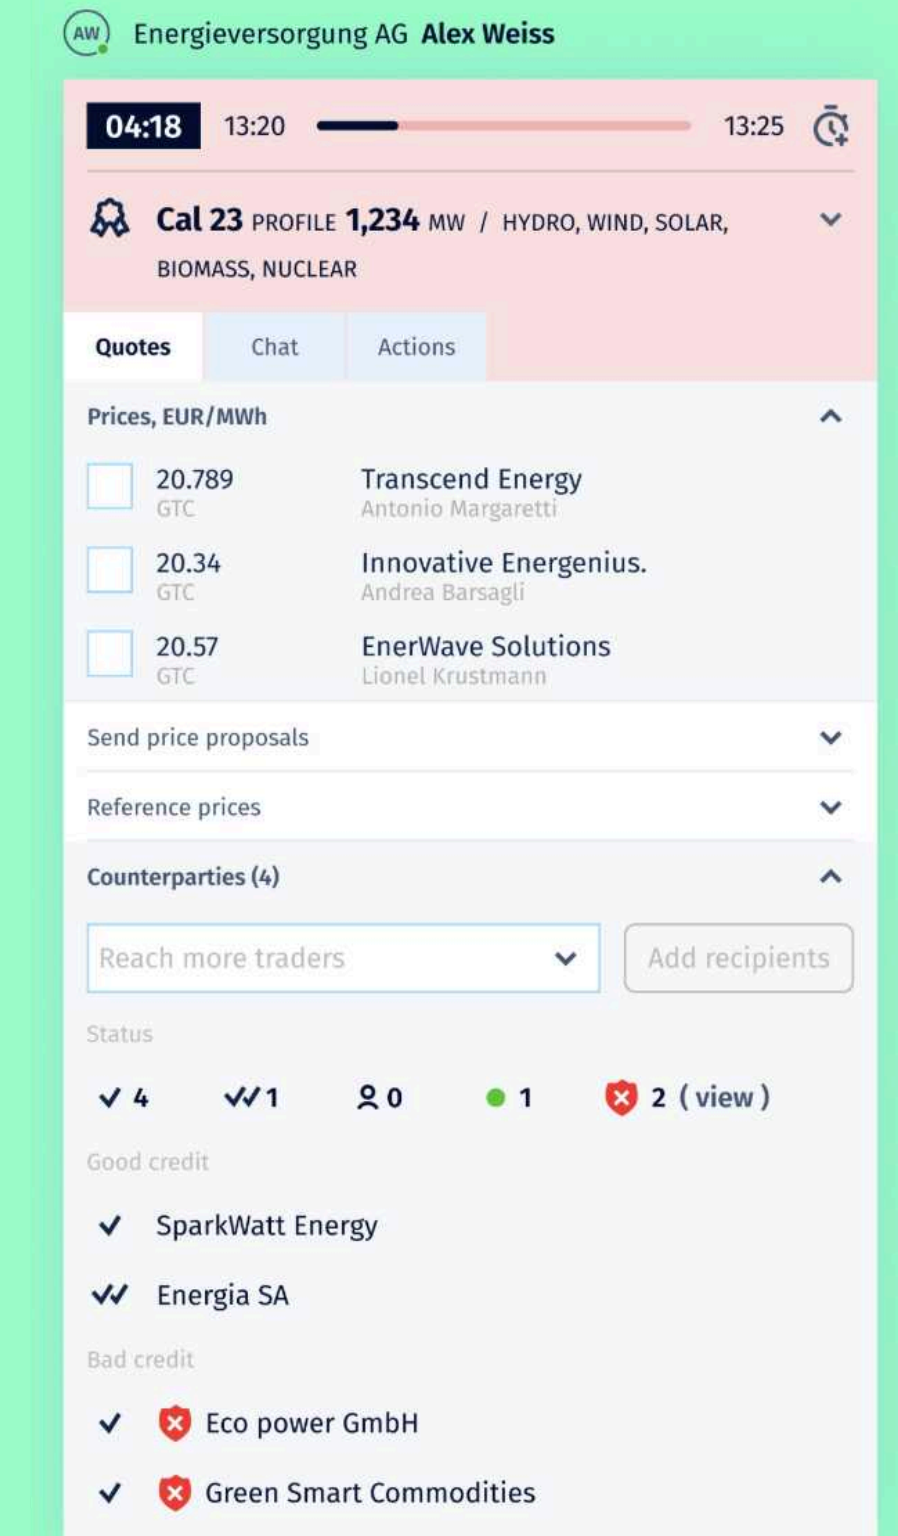 AW Energieversorgung AG Alex Weiss
04:18 13:20 13:25
Cal 23 PROFILE 1,234 MW / HYDRO, WIND, SOLAR,
BIOMASS, NUCLEAR
Quotes Chat Actions
Prices, EUR/MWh
20.789 Transcend Energy
GTC Antonio Margaretti
20.34 Innovative Energenius.
GTC Andrea Barsagli
20.57 EnerWave Solutions
GTC Lionel Krustmann
Send price proposals
Reference prices
Counterparties (4)
Reach more traders Add recipients
Status
4 1 0 1 2 ( view )
Good credit
SparkWatt Energy
Energia SA
Bad credit
Eco power GmbH
Green Smart Commodities